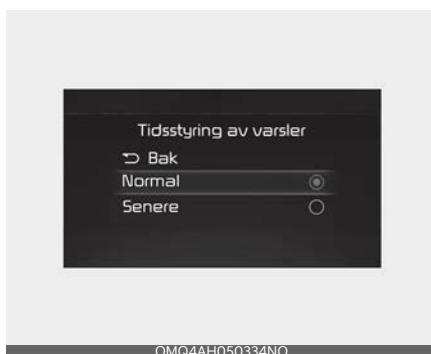 Tidsstyring av varsler
Bak
Normal
Senere
OMQ4AH050334NO